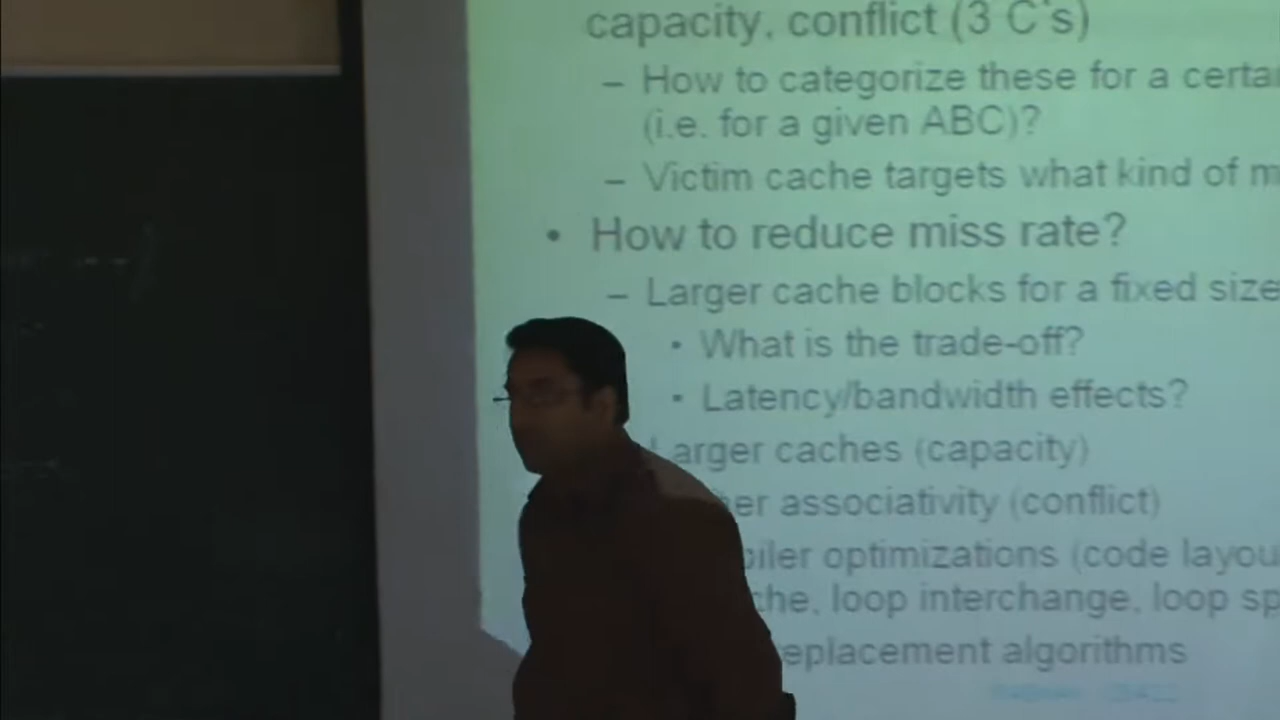 capacity, conflict (3 C's)
– How to categorize these for a certa
(i.e. for a given ABC)?
– Victim cache targets what kind of m
• How to reduce miss rate?
– Larger cache blocks for a fixed size
• What is the trade-off?
• Latency/bandwidth effects?
arger caches (capacity)
er associativity (conflict)
piler optimizations (code layou
che, loop interchange, loop sp
eplacement algorithms